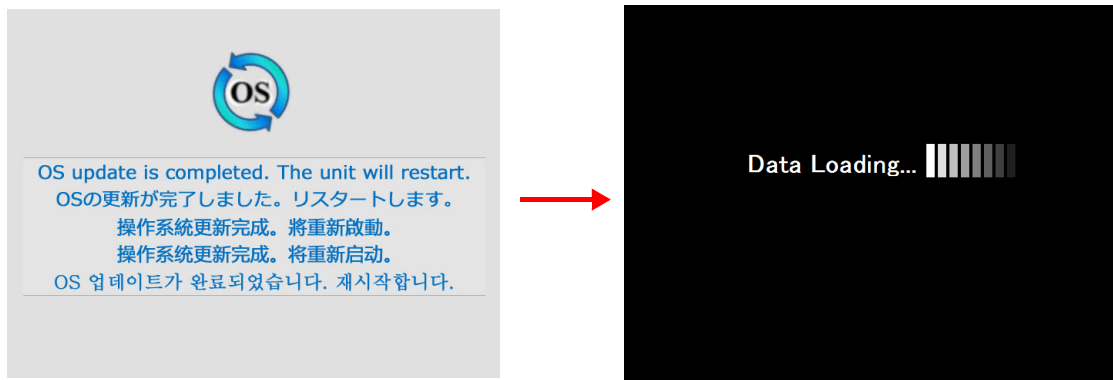 OS
OS update is completed. The unit will restart.
OSの更新が完了しました。リスタートします。
操作系統更新完成。將重新啟動。
操作系统更新完成。将重新启动。
OS 업데이트가 완료되었습니다. 재시작합니다.
Data Loading...